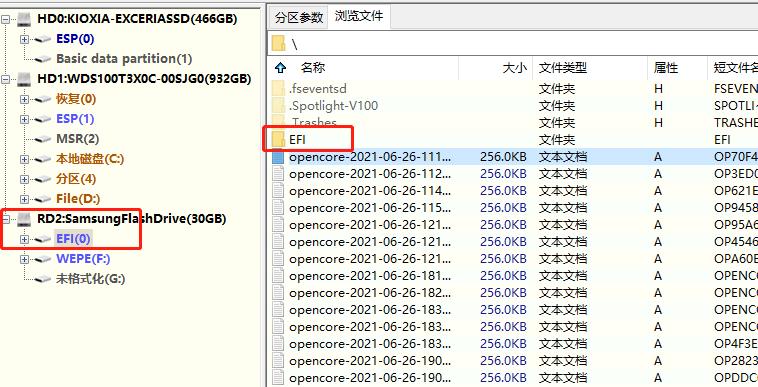 HD0:KIOXIA-EXCERIASSD(466GB)
ESP(0)
Basic data partition(1)
HD1:WDS100T3X0C-00SJG0(932GB)
恢复(0)
ESP(1)
MSR(2)
本地磁盘(C:)
分区(4)
File(D:)
RD2:SamsungFlashDrive(30GB)
EFI(0)
WEPE(F:)
未格式化(G:)
分区参数 浏览文件
\
名称 大小 文件类型 属性 短文件名
.fseventsd 文件夹 H FSEVEN
.Spotlight-V100 文件夹 H SPOTLI
.Trashes 文件夹 H TRASHE
EFI 文件夹 EFI
opencore-2021-06-26-111... 256.0KB 文本文档 A OP70F4
opencore-2021-06-26-112... 256.0KB 文本文档 A OP3ED0
opencore-2021-06-26-114... 256.0KB 文本文档 A OP621E
opencore-2021-06-26-115... 256.0KB 文本文档 A OP9458
opencore-2021-06-26-121... 256.0KB 文本文档 A OP95A6
opencore-2021-06-26-121... 256.0KB 文本文档 A OP4546
opencore-2021-06-26-121... 256.0KB 文本文档 A OPA60E
opencore-2021-06-26-181... 256.0KB 文本文档 A OPENCO
opencore-2021-06-26-182... 256.0KB 文本文档 A OPENCO
opencore-2021-06-26-183... 256.0KB 文本文档 A OPENCO
opencore-2021-06-26-183... 256.0KB 文本文档 A OPENCO
opencore-2021-06-26-183... 256.0KB 文本文档 A OP4F3E
opencore-2021-06-26-190... 256.0KB 文本文档 A OP2823
opencore-2021-06-26-190... 256.0KB 文本文档 A OPDDC